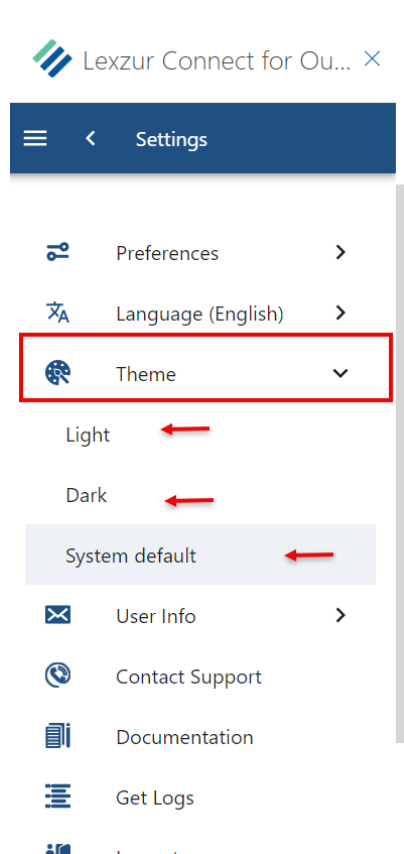 Lexzur Connect for Ou...
Settings
Preferences
Language (English)
Theme
Light
Dark
System default
User Info
Contact Support
Documentation
Get Logs